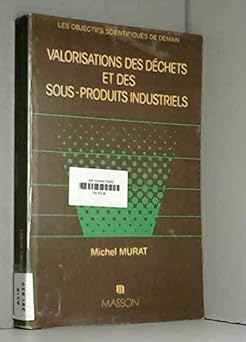 LES OBJECTIFS SCIENTIFIQUES DE DEMAIN
VALORISATIONS DES DÉCHETS
ET DES
SOUS-PRODUITS INDUSTRIELS
Michel MURAT
MASSON